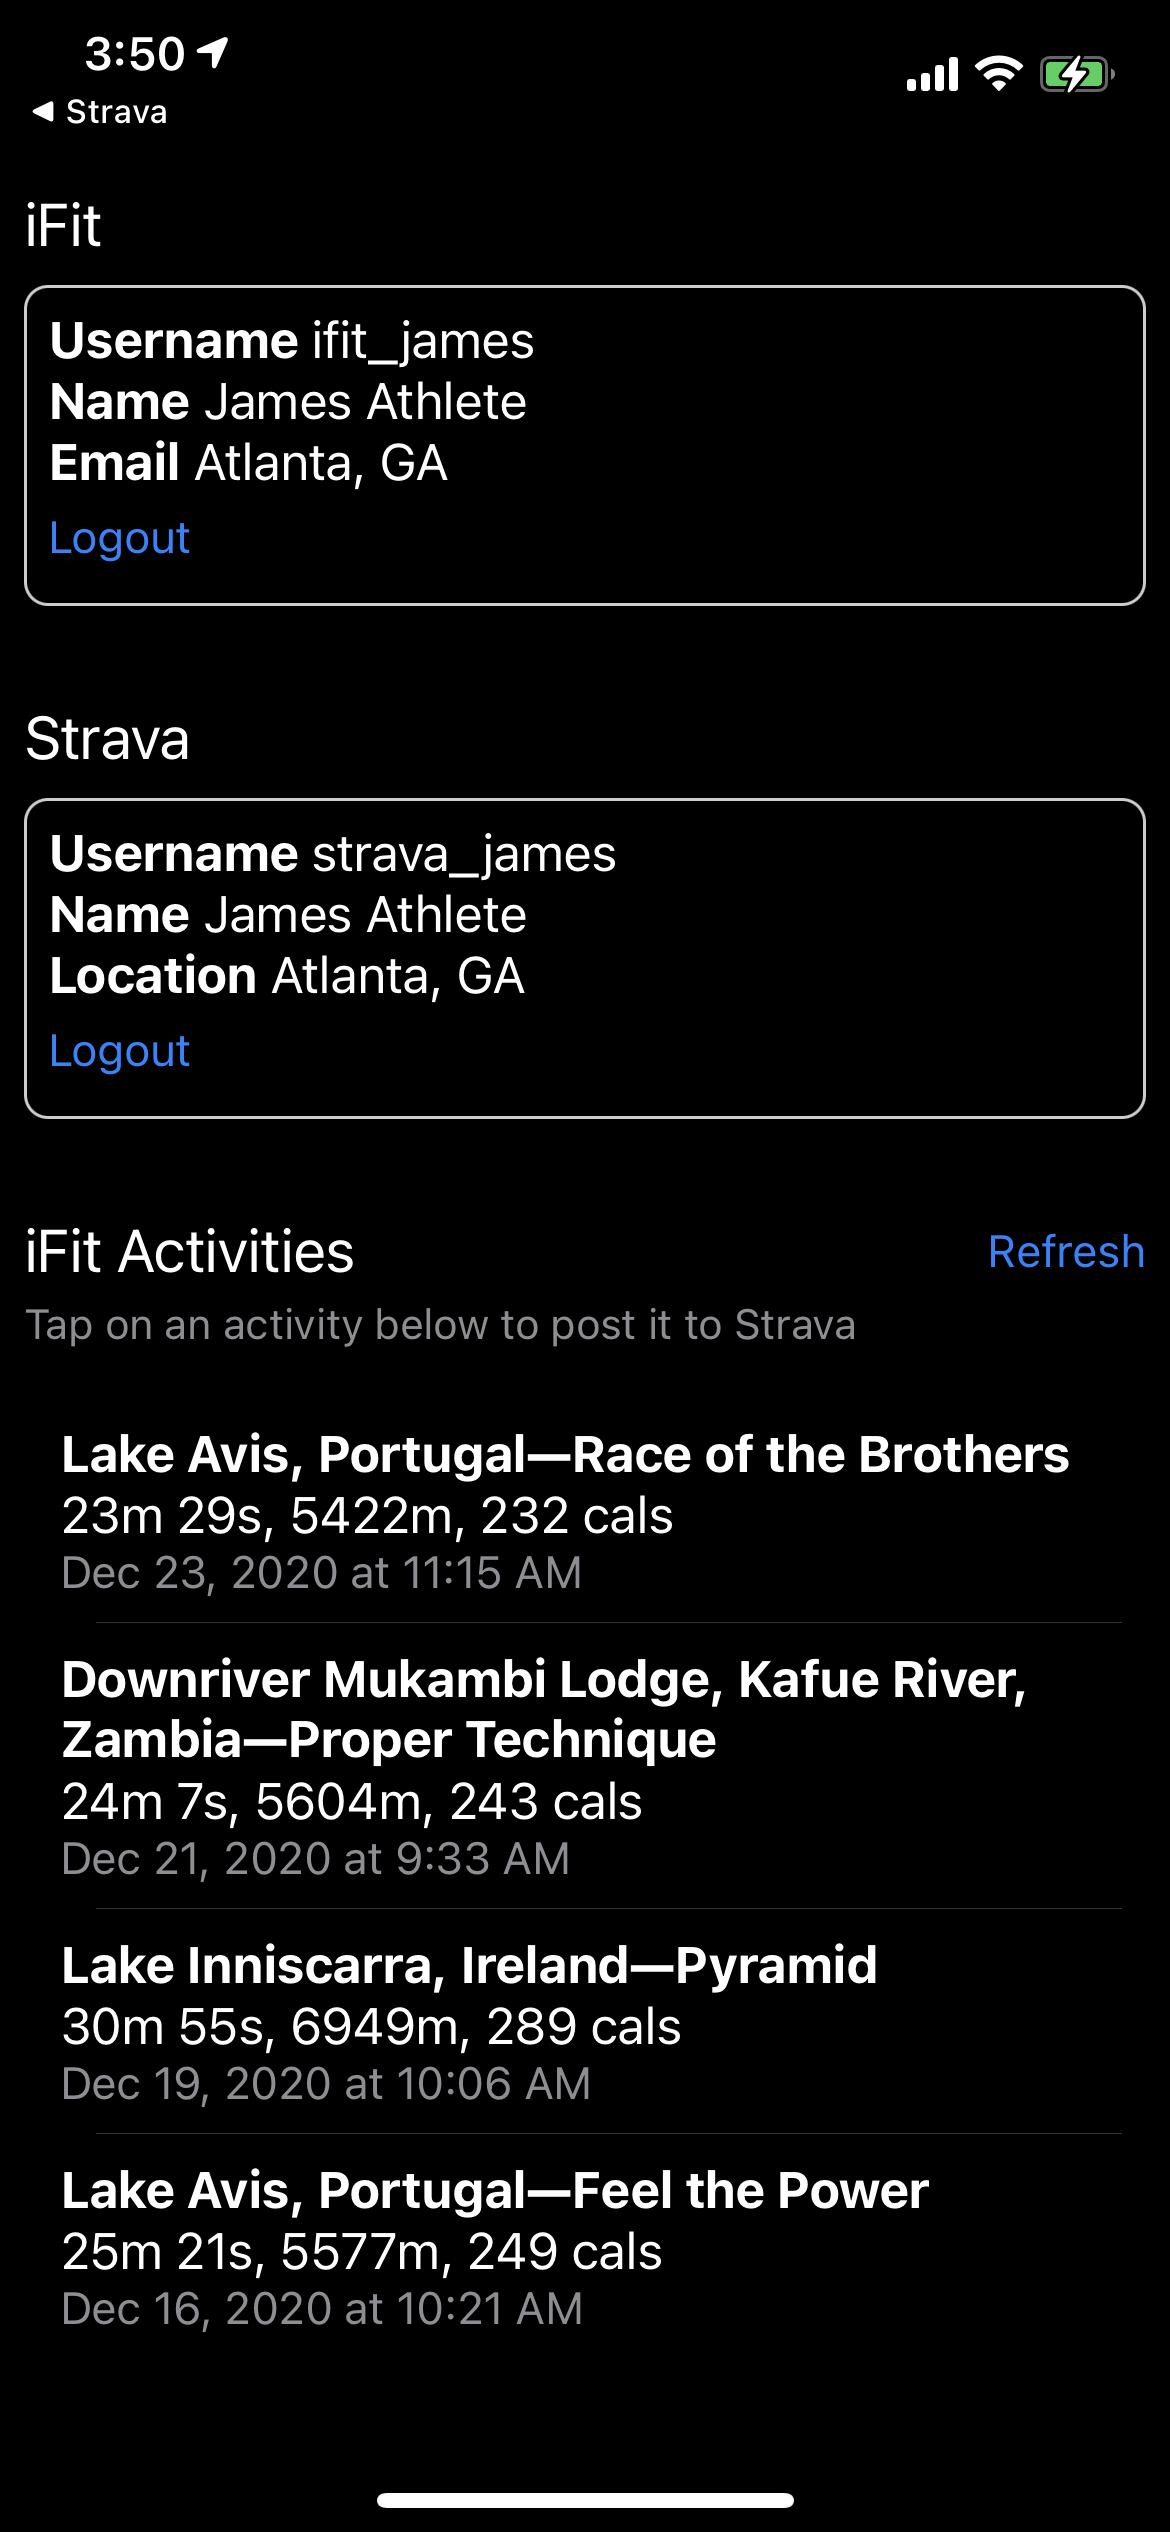 3:50
Strava
iFit
Username ifit_james
Name James Athlete
Email Atlanta, GA
Logout
Strava
Username strava_james
Name James Athlete
Location Atlanta, GA
Logout
iFit Activities
Refresh
Tap on an activity below to post it to Strava
Lake Avis, Portugal—Race of the Brothers
23m 29s, 5422m, 232 cals
Dec 23, 2020 at 11:15 AM
Downriver Mukambi Lodge, Kafue River,
Zambia—Proper Technique
24m 7s, 5604m, 243 cals
Dec 21, 2020 at 9:33 AM
Lake Inniscarra, Ireland—Pyramid
30m 55s, 6949m, 289 cals
Dec 19, 2020 at 10:06 AM
Lake Avis, Portugal—Feel the Power
25m 21s, 5577m, 249 cals
Dec 16, 2020 at 10:21 AM